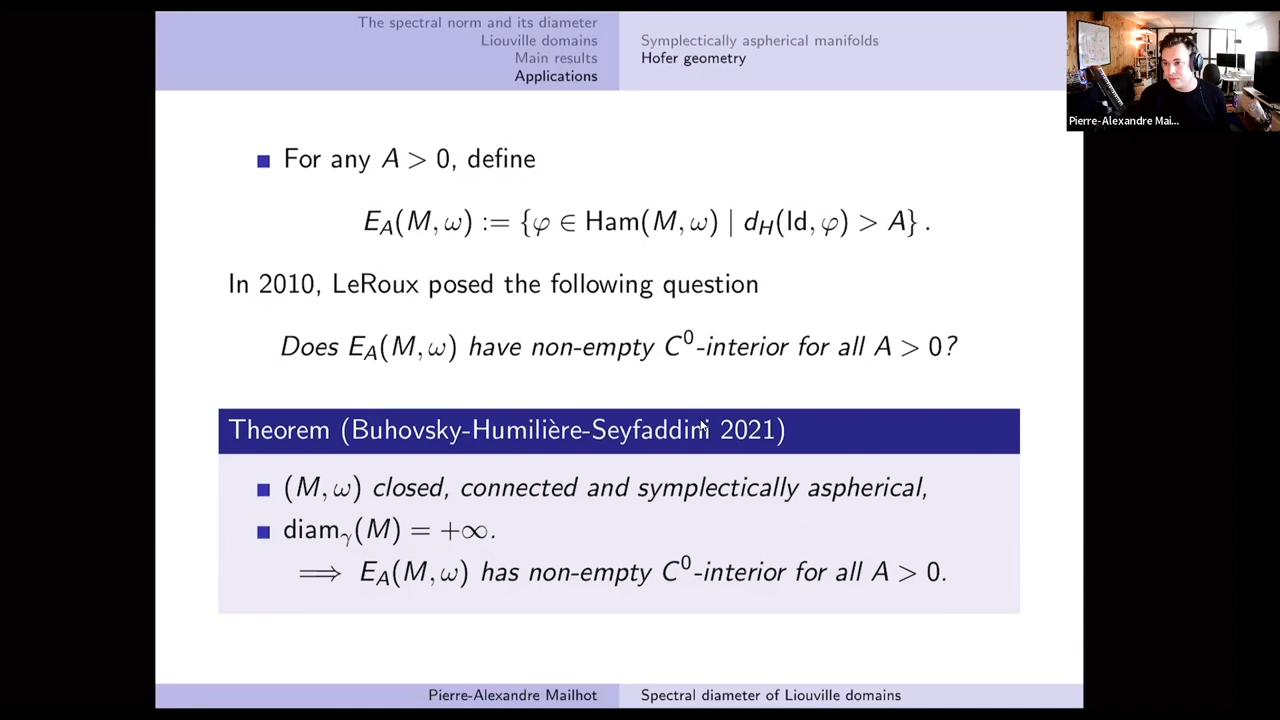 The spectral norm and its diameter
Liouville domains
Main results
Applications
Symplectically aspherical manifolds
Hofer geometry
Pierre-Alexandre Mai...
■ For any A > 0, define
E_A(M, ω) := {φ ∈ Ham(M, ω) | d_H(Id, φ) > A} .
In 2010, LeRoux posed the following question
Does E_A(M, ω) have non-empty C⁰-interior for all A > 0?
Theorem (Buhovsky-Humilière-Seyfaddini 2021)
■ (M, ω) closed, connected and symplectically aspherical,
■ diam_γ(M) = +∞.
⟹ E_A(M, ω) has non-empty C⁰-interior for all A > 0.
Pierre-Alexandre Mailhot
Spectral diameter of Liouville domains